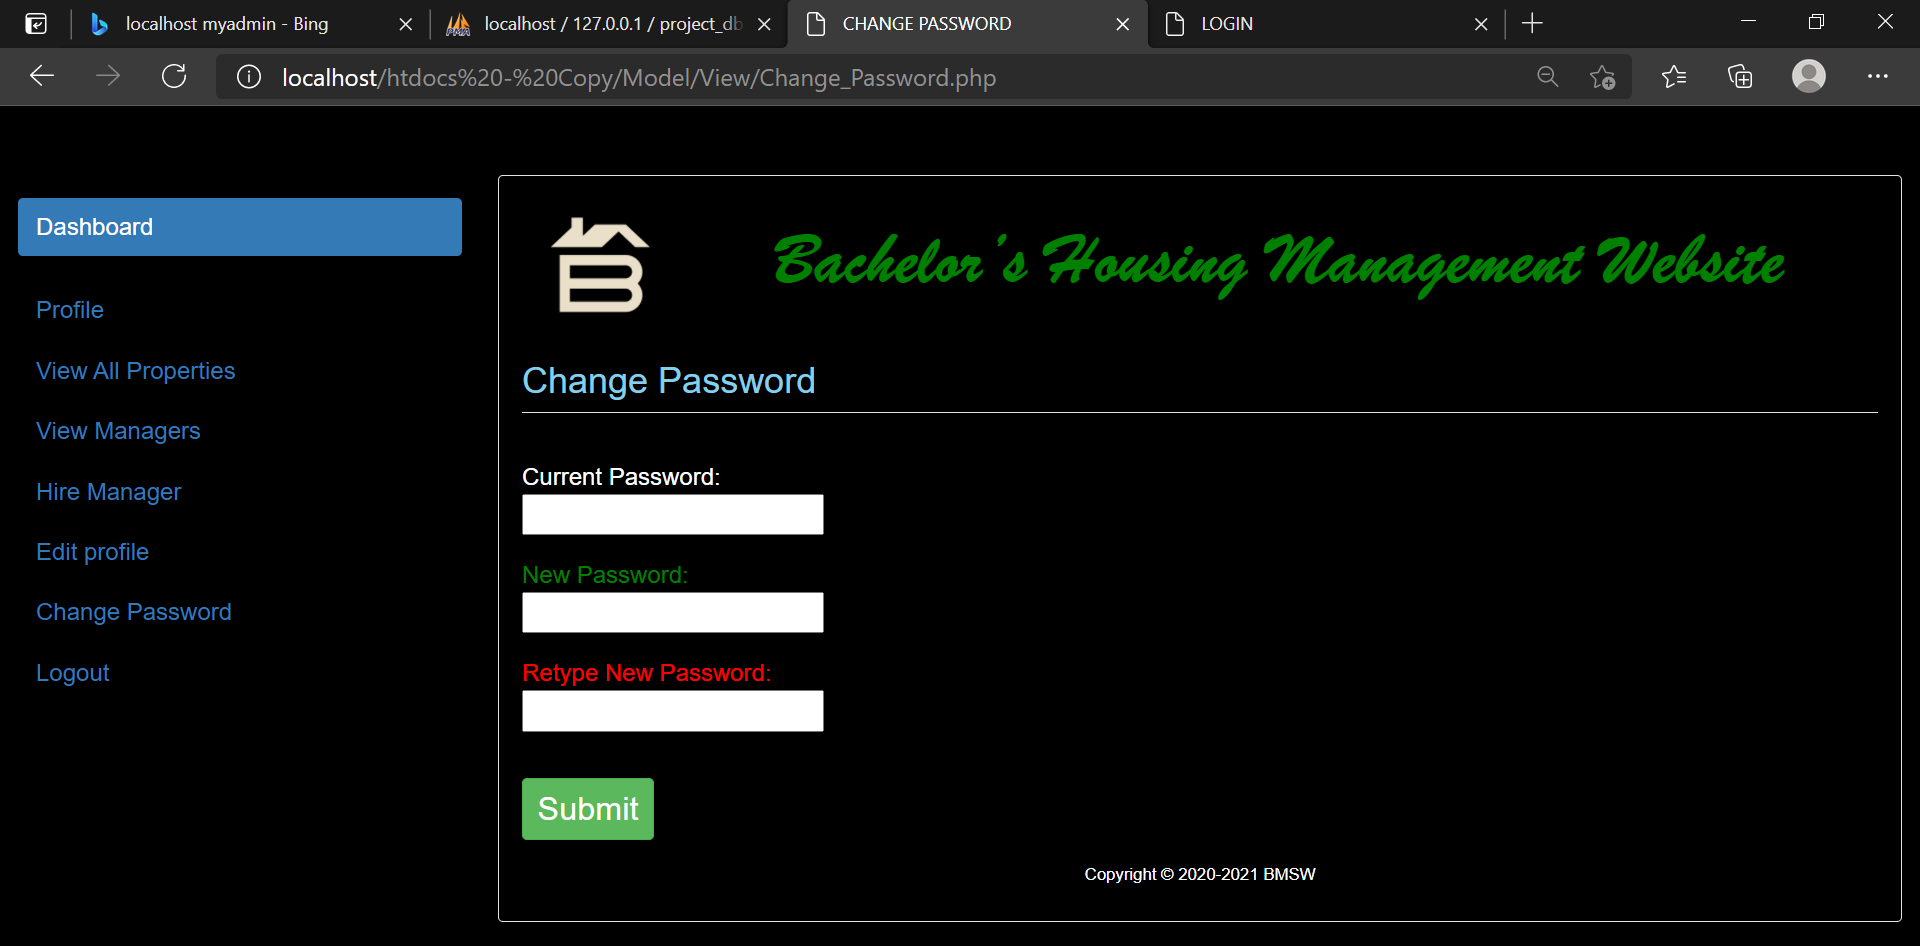 localhost myadmin - Bing
localhost / 127.0.0.1 / project_db
CHANGE PASSWORD
LOGIN
localhost/htdocs%20-%20Copy/Model/View/Change_Password.php
Dashboard
Profile
View All Properties
View Managers
Hire Manager
Edit profile
Change Password
Logout
B
Bachelor's Housing Management Website
Change Password
Current Password:
New Password:
Retype New Password:
Submit
Copyright © 2020-2021 BMSW